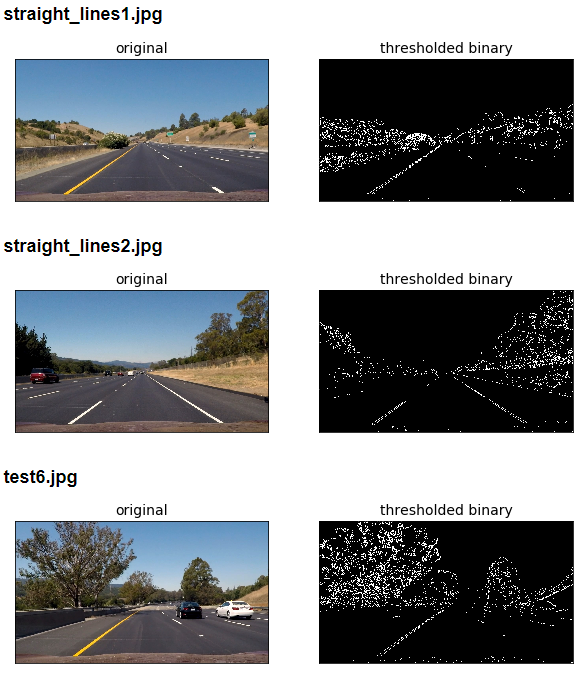 straight_lines1.jpg
original
thresholded binary
straight_lines2.jpg
original
thresholded binary
test6.jpg
original
thresholded binary